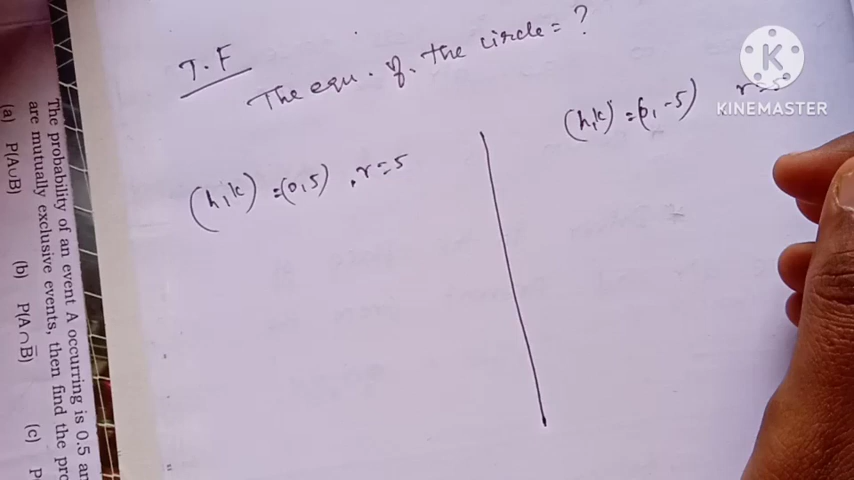 T.F
The equ. of. the circle = ?
(h,k) = (0,5) , r=5
(h,k) = (0,-5) r=5
K
KINEMASTER
The probability of an event A occurring is 0.5 an
are mutually exclusive events, then find the pro
(a) P(A∪B) (b) P(A∩B̅) (c) P